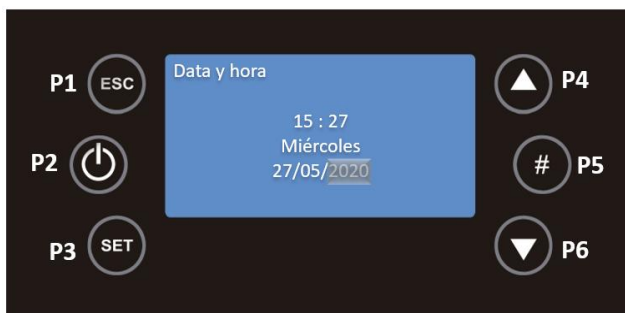 P1 ESC
P2
P3 SET
Data y hora
15 : 27
Miércoles
27/05/2020
P4
# P5
P6